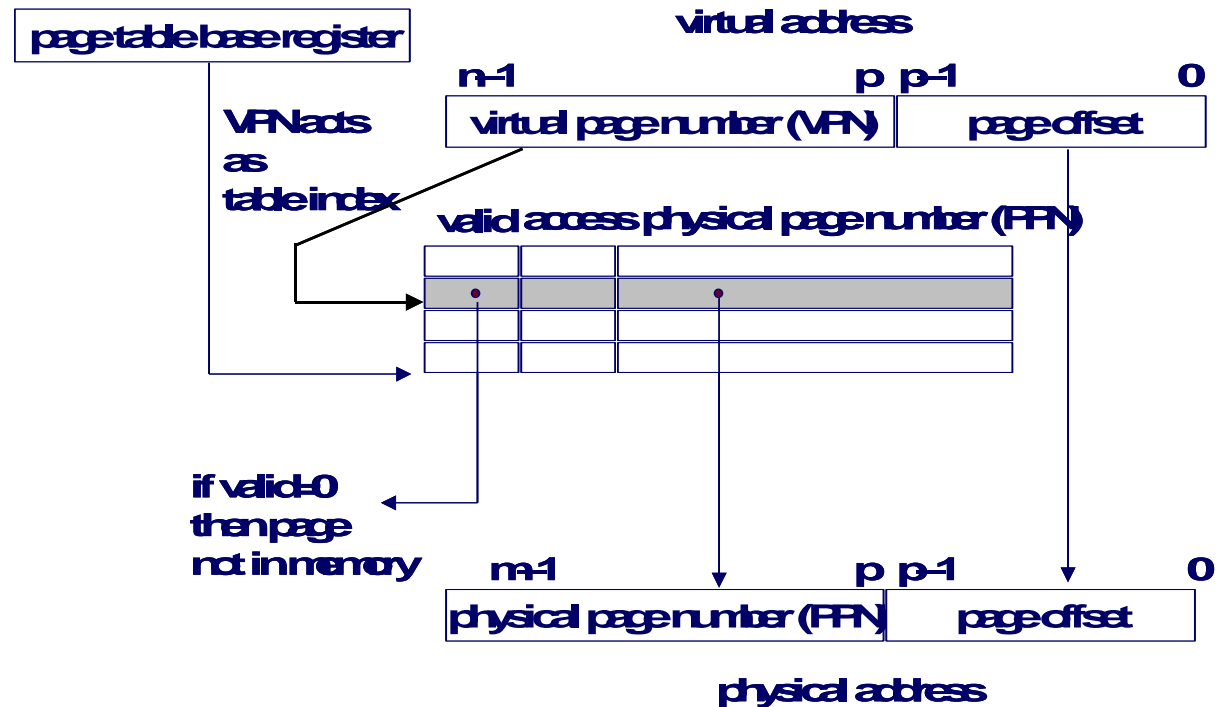 virtual address
page table base register
n–1 p p–1 0
virtual page number (VPN) page offset
VPN acts
as
table index
valid access physical page number (PPN)
if valid=0
then page
not in memory
m–1 p p–1 0
physical page number (PPN) page offset
physical address